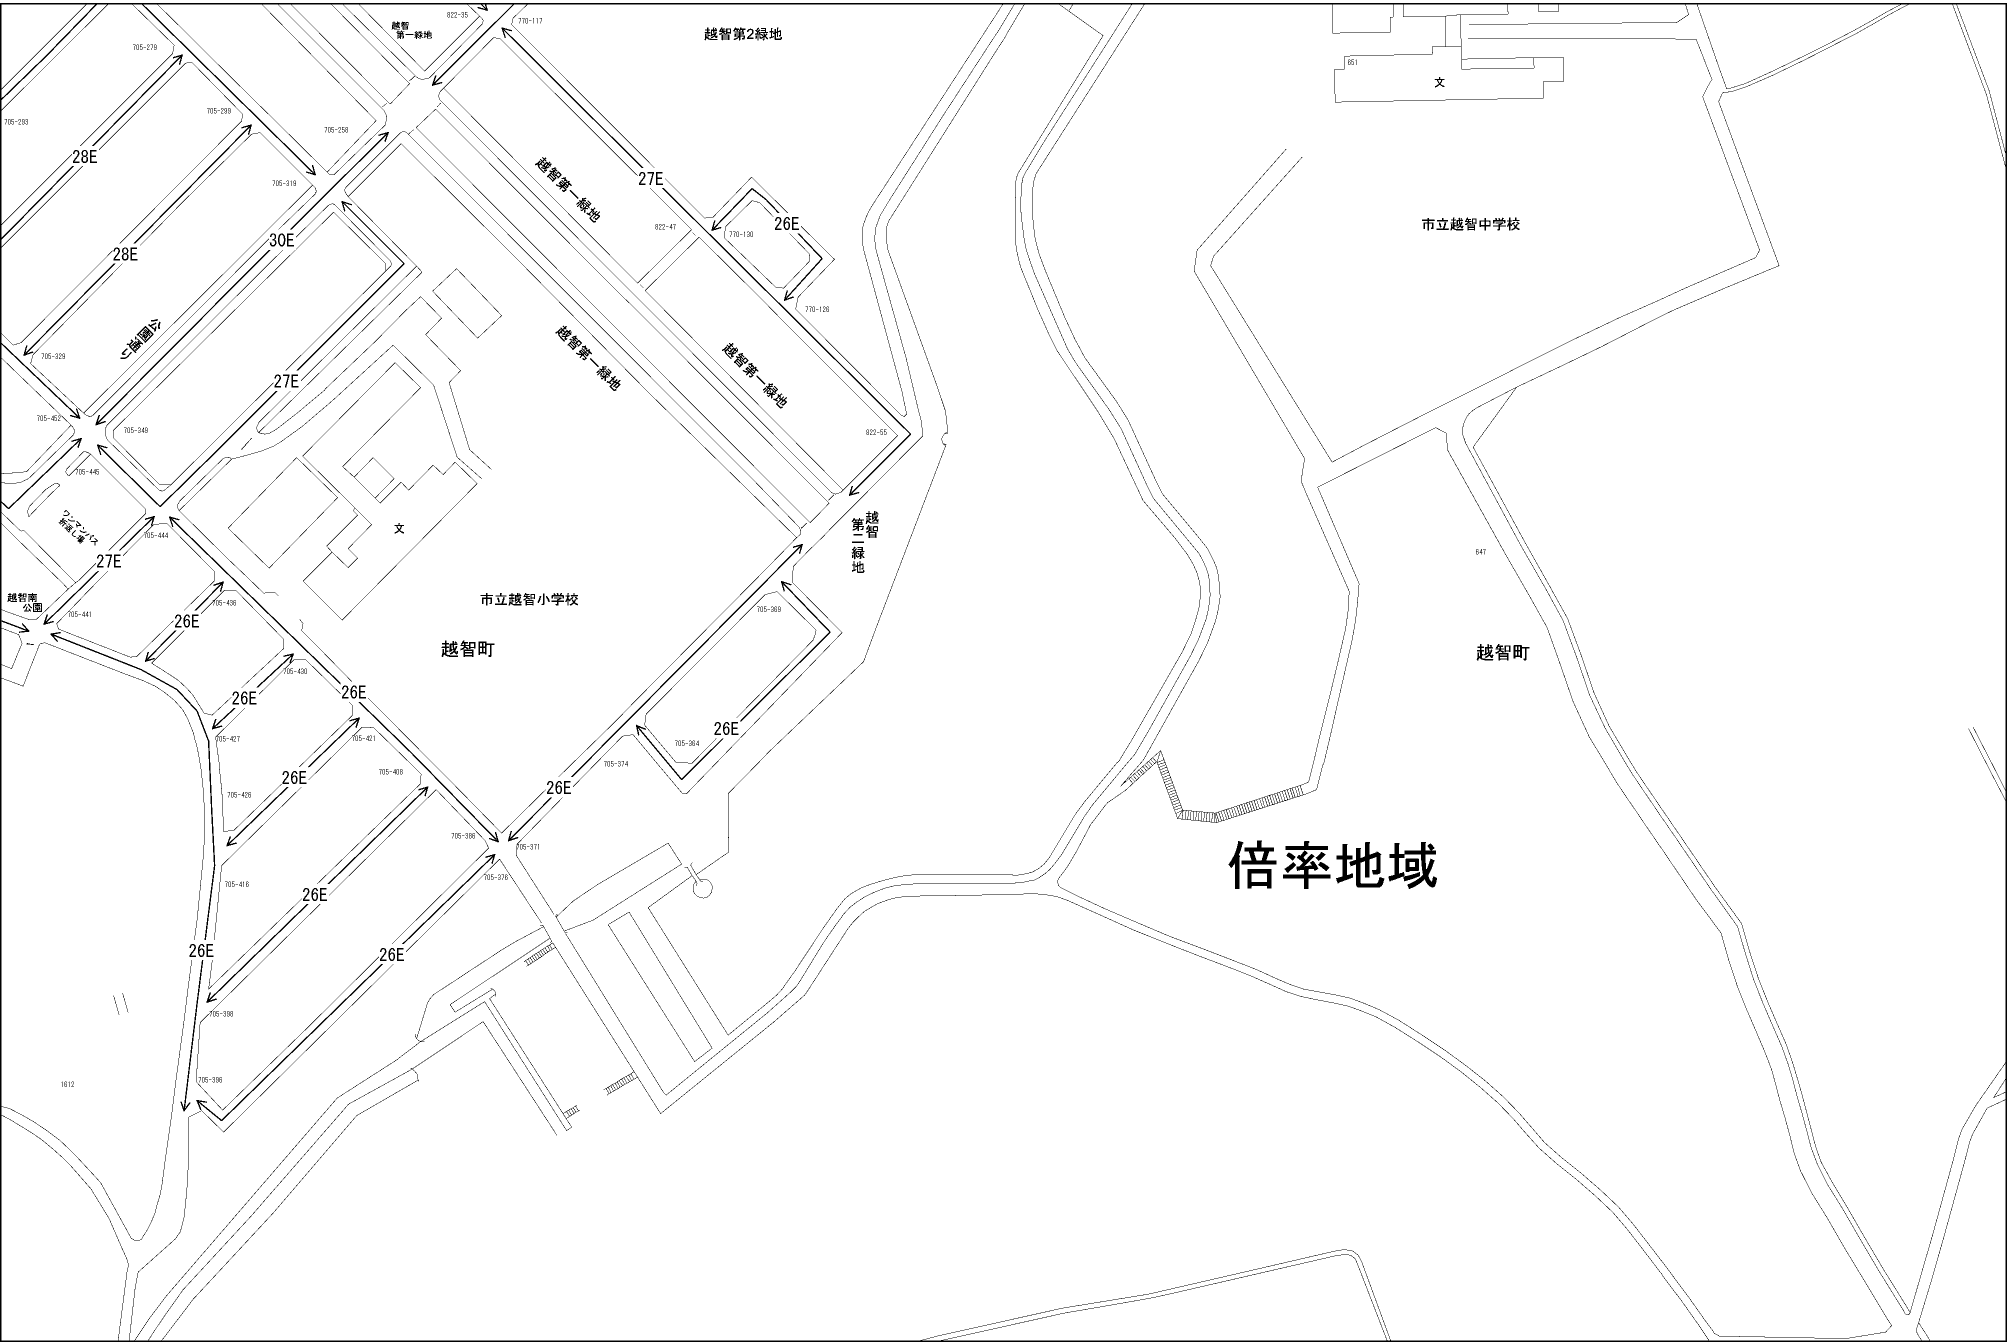 822-35
770-117
越智
第一緑地
越智第2緑地
705-279
651
文
705-299
705-293
705-258
28E
越智第一緑地
27E
705-319
822-47
770-130
26E
市立越智中学校
30E
28E
770-126
公園通り
705-329
越智第一緑地
越智第一緑地
27E
705-452
705-349
822-55
705-445
ワンマンバス
折返し場
文
705-444
越智
第二緑地
27E
647
越智南
公園
705-441
705-436
市立越智小学校
705-369
26E
越智町
越智町
705-430
26E
26E
705-427
705-421
26E
705-364
705-374
705-408
26E
26E
705-426
705-386
705-371
倍率地域
705-376
705-416
26E
26E
26E
705-398
705-396
1612